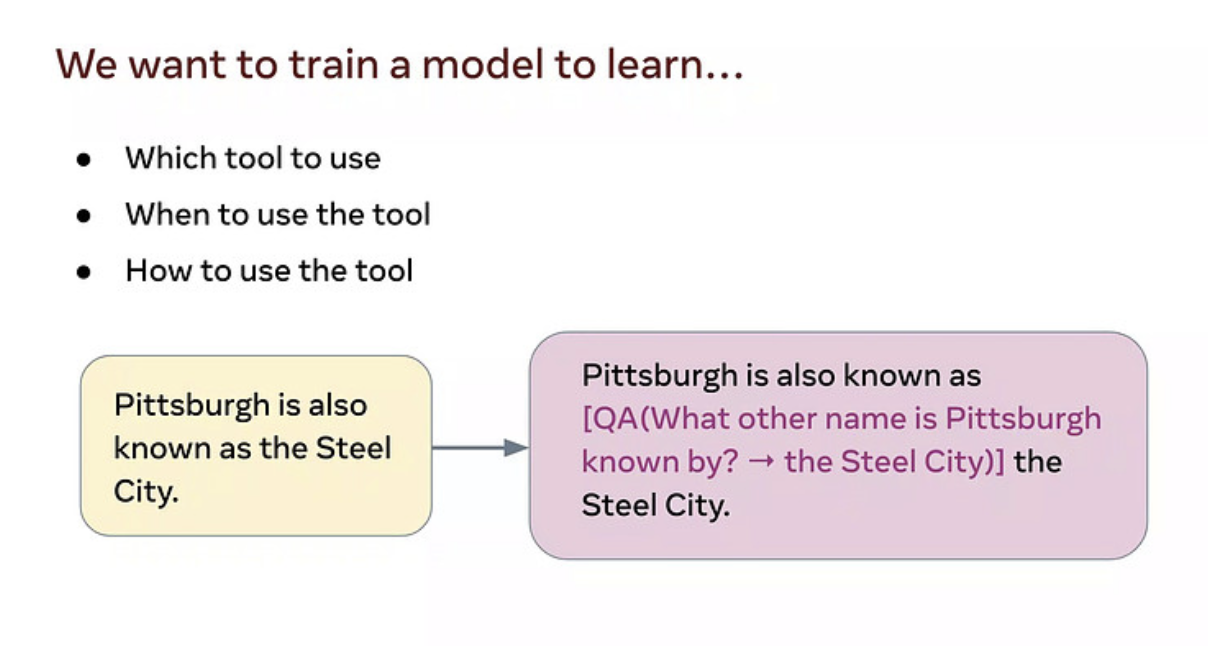 We want to train a model to learn...
● Which tool to use
● When to use the tool
● How to use the tool
Pittsburgh is also
known as the Steel
City.
Pittsburgh is also known as
[QA(What other name is Pittsburgh
known by? → the Steel City)] the
Steel City.